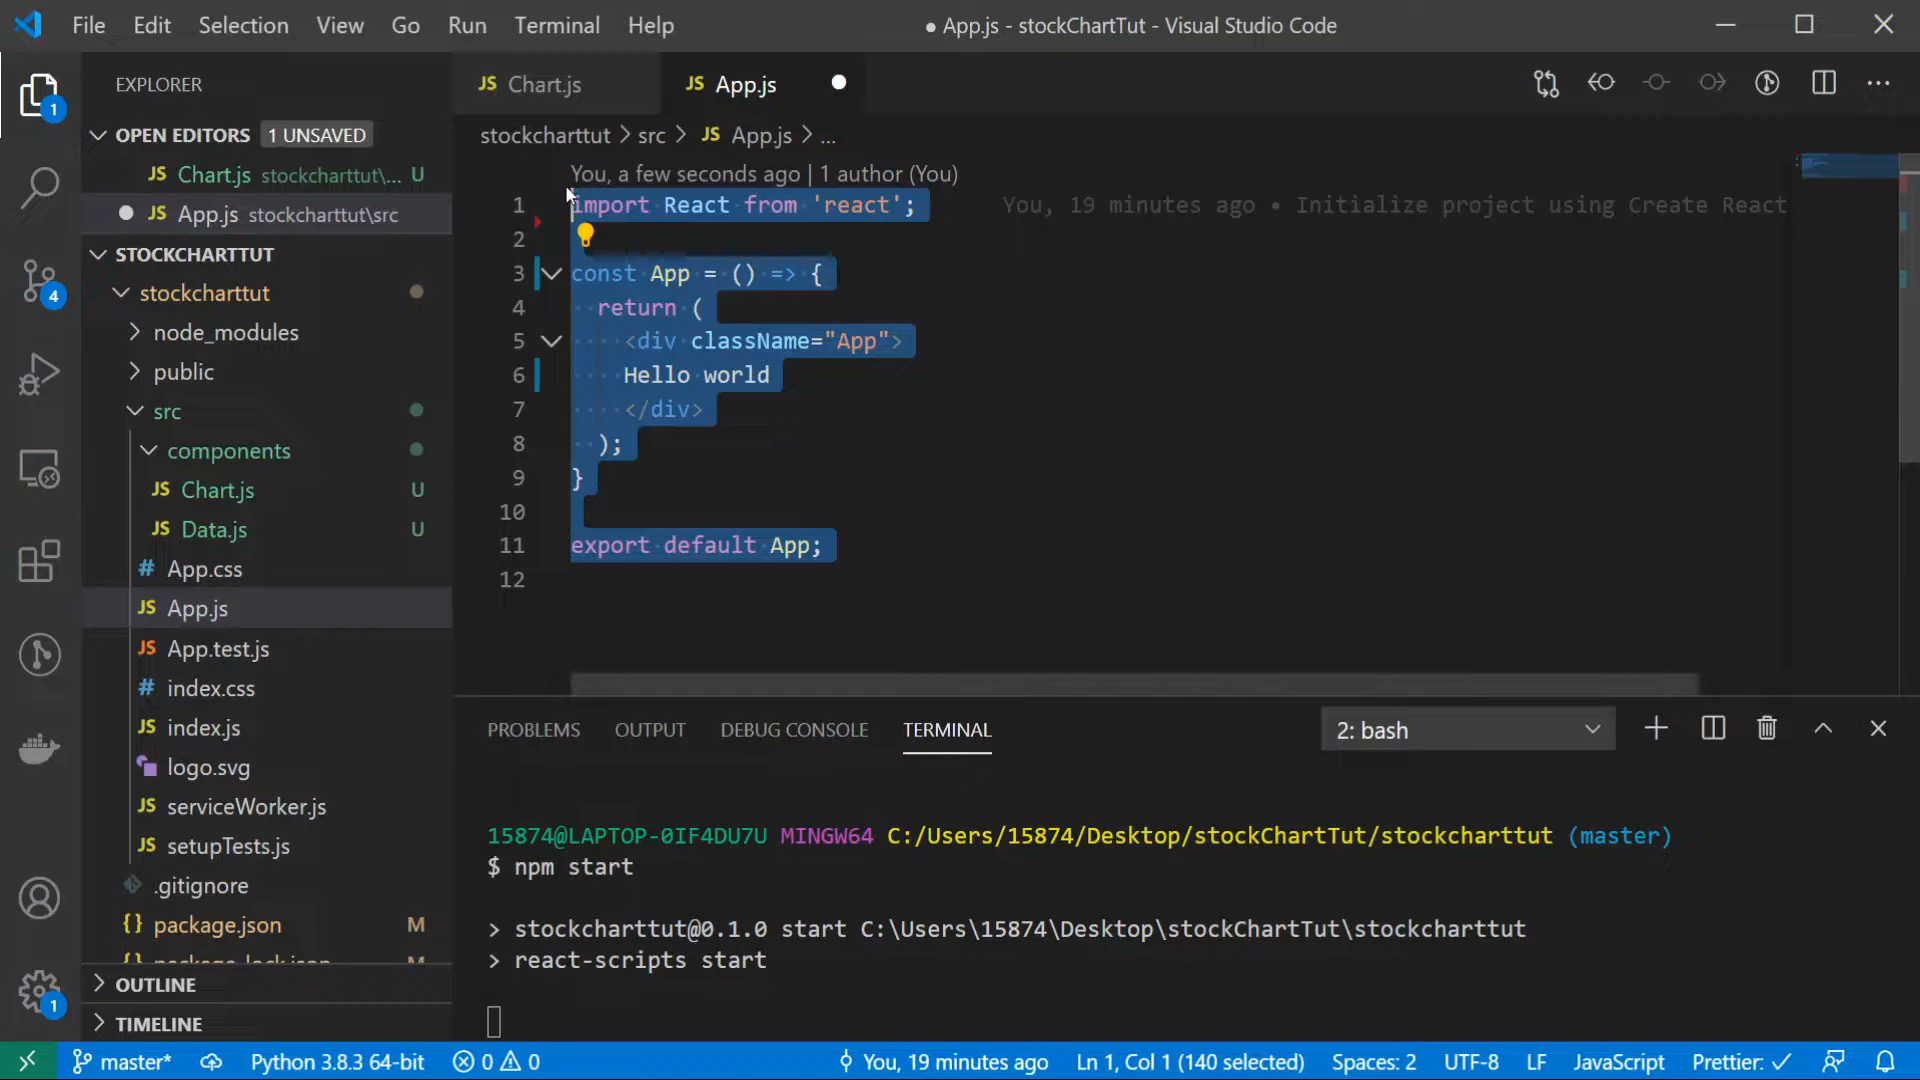 File Edit Selection View Go Run Terminal Help
● App.js - stockChartTut - Visual Studio Code
EXPLORER
OPEN EDITORS 1 UNSAVED
JS Chart.js stockcharttut\... U
JS App.js stockcharttut\src
STOCKCHARTTUT
stockcharttut
node_modules
public
src
components
JS Chart.js U
JS Data.js U
# App.css
JS App.js
JS App.test.js
# index.css
JS index.js
logo.svg
JS serviceWorker.js
JS setupTests.js
.gitignore
{} package.json M
{} package-lock.json M
OUTLINE
TIMELINE
1
4
1
JS Chart.js
JS App.js
stockcharttut > src > JS App.js > ...
You, a few seconds ago | 1 author (You)
1 import React from 'react'; You, 19 minutes ago • Initialize project using Create React
2
3 const App = () => {
4 return (
5 <div className="App">
6 Hello world
7 </div>
8 );
9 }
10
11 export default App;
12
PROBLEMS OUTPUT DEBUG CONSOLE TERMINAL 2: bash
15874@LAPTOP-0IF4DU7U MINGW64 C:/Users/15874/Desktop/stockChartTut/stockcharttut (master)
$ npm start
> stockcharttut@0.1.0 start C:\Users\15874\Desktop\stockChartTut\stockcharttut
> react-scripts start
master* Python 3.8.3 64-bit 0 0 You, 19 minutes ago Ln 1, Col 1 (140 selected) Spaces: 2 UTF-8 LF JavaScript Prettier: ✓